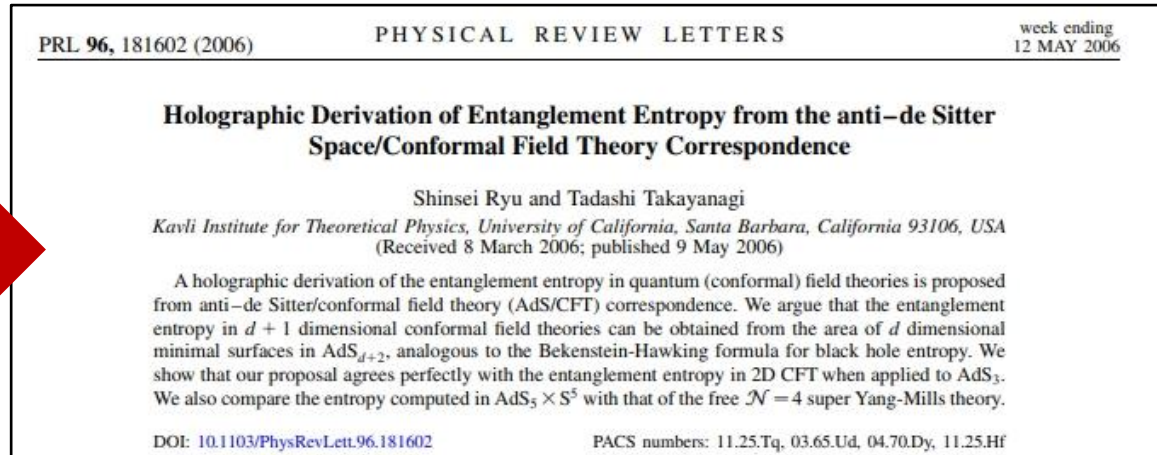 PRL 96, 181602 (2006) PHYSICAL REVIEW LETTERS week ending 12 MAY 2006
Holographic Derivation of Entanglement Entropy from the anti–de Sitter
Space/Conformal Field Theory Correspondence
Shinsei Ryu and Tadashi Takayanagi
Kavli Institute for Theoretical Physics, University of California, Santa Barbara, California 93106, USA
(Received 8 March 2006; published 9 May 2006)
A holographic derivation of the entanglement entropy in quantum (conformal) field theories is proposed
from anti–de Sitter/conformal field theory (AdS/CFT) correspondence. We argue that the entanglement
entropy in d + 1 dimensional conformal field theories can be obtained from the area of d dimensional
minimal surfaces in AdS_{d+2}, analogous to the Bekenstein-Hawking formula for black hole entropy. We
show that our proposal agrees perfectly with the entanglement entropy in 2D CFT when applied to AdS₃.
We also compare the entropy computed in AdS₅ × S⁵ with that of the free 𝒩 = 4 super Yang-Mills theory.
DOI: 10.1103/PhysRevLett.96.181602 PACS numbers: 11.25.Tq, 03.65.Ud, 04.70.Dy, 11.25.Hf